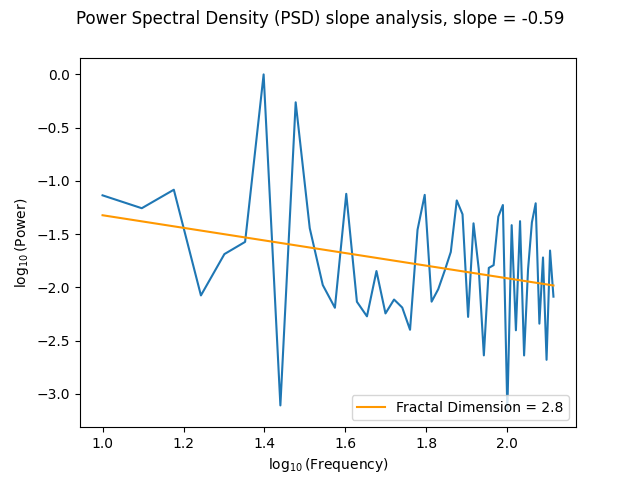 Power Spectral Density (PSD) slope analysis, slope = -0.59
0.0
−0.5
−1.0
−1.5
−2.0
−2.5
−3.0
log₁₀(Power)
Fractal Dimension = 2.8
1.0 1.2 1.4 1.6 1.8 2.0
log₁₀(Frequency)